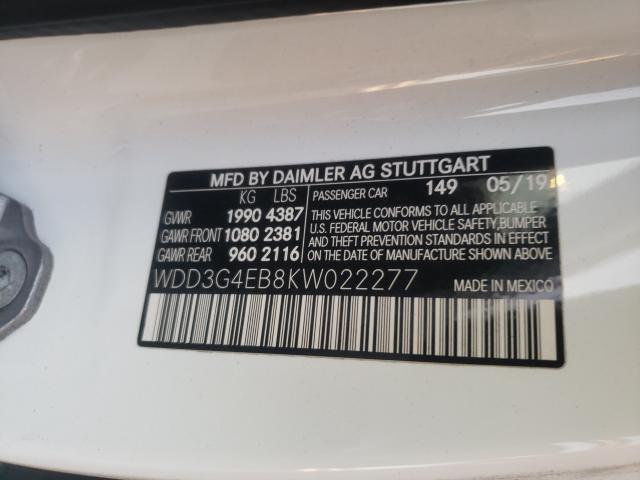 MFD BY DAIMLER AG STUTTGART
KG LBS PASSENGER CAR 149 05/19
GVWR 1990 4387 THIS VEHICLE CONFORMS TO ALL APPLICABLE
GAWR FRONT 1080 2381 U.S. FEDERAL MOTOR VEHICLE SAFETY,BUMPER
GAWR REAR 960 2116 AND THEFT PREVENTION STANDARDS IN EFFECT
ON THE DATE OF MANUFACTURE SHOWN ABOVE.
WDD3G4EB8KW022277 MADE IN MEXICO